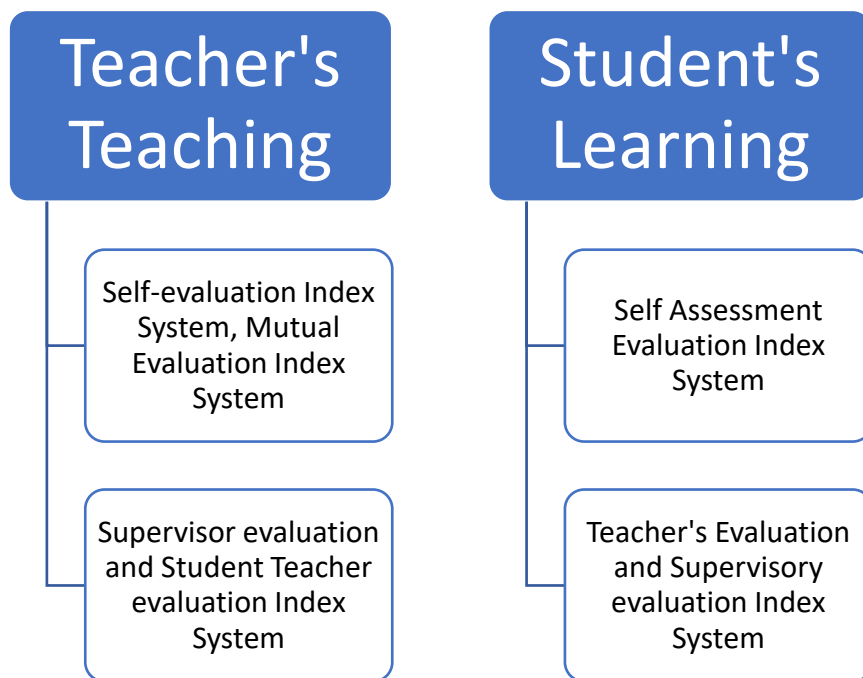 Teacher's
Teaching
Self-evaluation Index
System, Mutual
Evaluation Index
System
Supervisor evaluation
and Student Teacher
evaluation Index
System
Student's
Learning
Self Assessment
Evaluation Index
System
Teacher's Evaluation
and Supervisory
evaluation Index
System